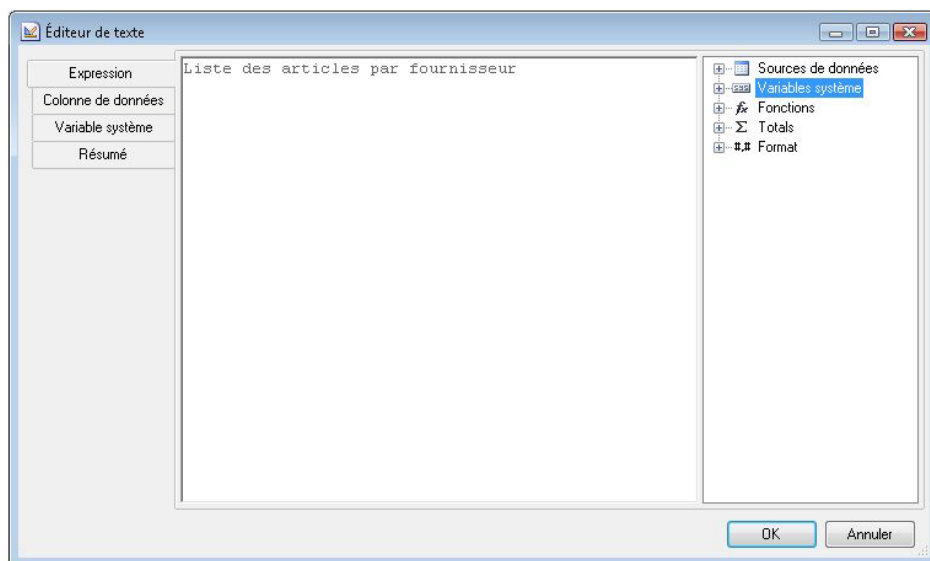 Éditeur de texte
Expression
Colonne de données
Variable système
Résumé
Liste des articles par fournisseur
Sources de données
Variables système
fx Fonctions
Σ Totals
#,# Format
OK
Annuler